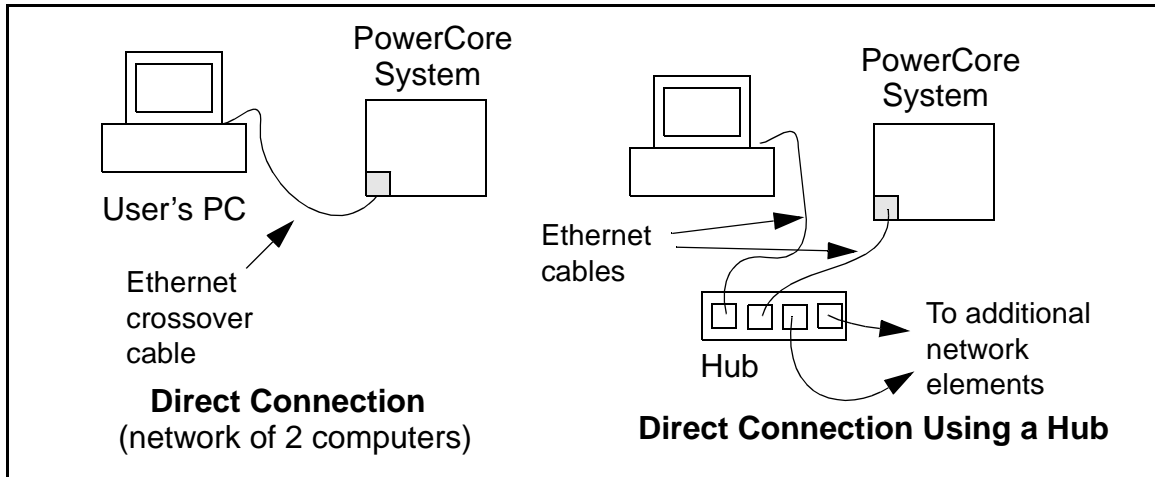 PowerCore
System
User's PC
Ethernet
crossover
cable
Direct Connection
(network of 2 computers)
PowerCore
System
Ethernet
cables
Hub
To additional
network
elements
Direct Connection Using a Hub